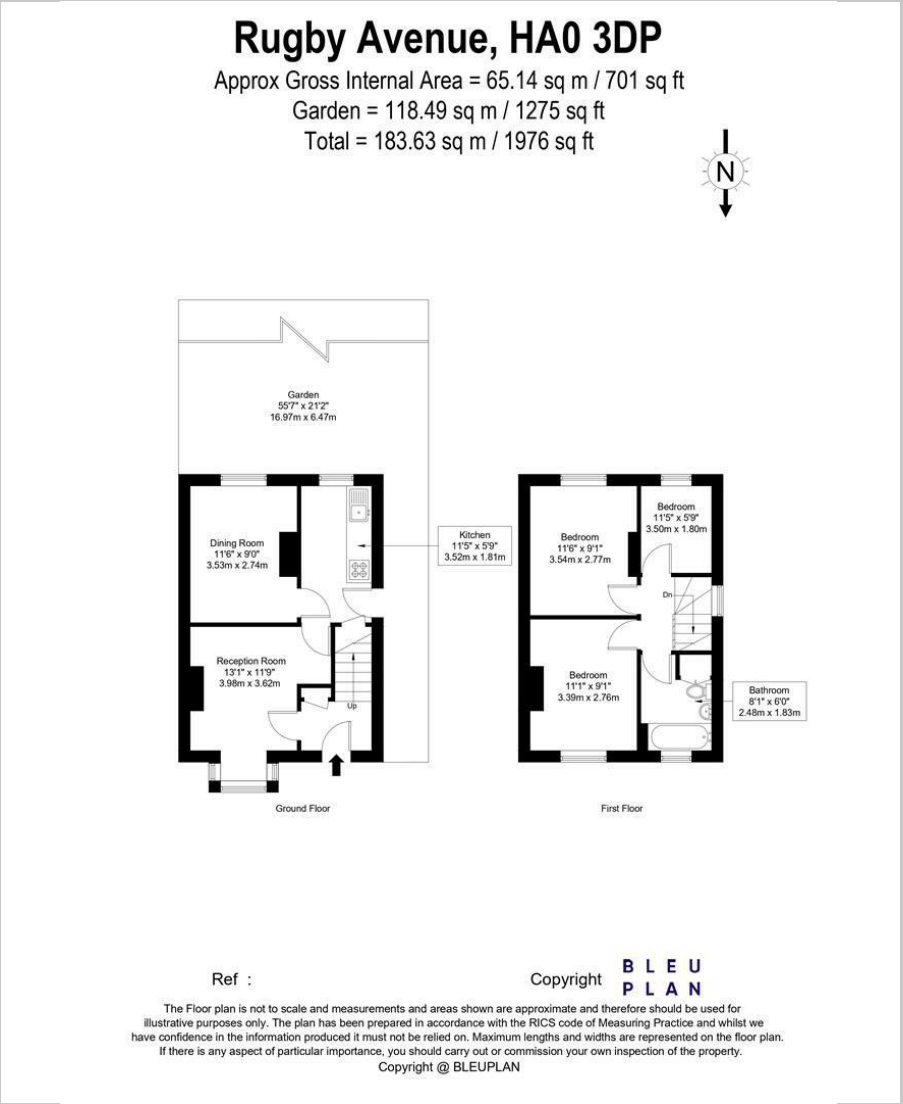 Rugby Avenue, HA0 3DP
Approx Gross Internal Area = 65.14 sq m / 701 sq ft
Garden = 118.49 sq m / 1275 sq ft
Total = 183.63 sq m / 1976 sq ft
N
Garden
55'7" x 21'2"
16.97m x 6.47m
Dining Room
11'6" x 9'0"
3.53m x 2.74m
Kitchen
11'5" x 5'9"
3.52m x 1.81m
Reception Room
13'1" x 11'9"
3.98m x 3.62m
Up
Ground Floor
Bedroom
11'6" x 9'1"
3.54m x 2.77m
Bedroom
11'5" x 5'9"
3.50m x 1.80m
Dn
Bedroom
11'1" x 9'1"
3.39m x 2.76m
Bathroom
8'1" x 6'0"
2.48m x 1.83m
First Floor
Ref :
Copyright
BLEU
PLAN
The Floor plan is not to scale and measurements and areas shown are approximate and therefore should be used for
illustrative purposes only. The plan has been prepared in accordance with the RICS code of Measuring Practice and whilst we
have confidence in the information produced it must not be relied on. Maximum lengths and widths are represented on the floor plan.
If there is any aspect of particular importance, you should carry out or commission your own inspection of the property.
Copyright @ BLEUPLAN